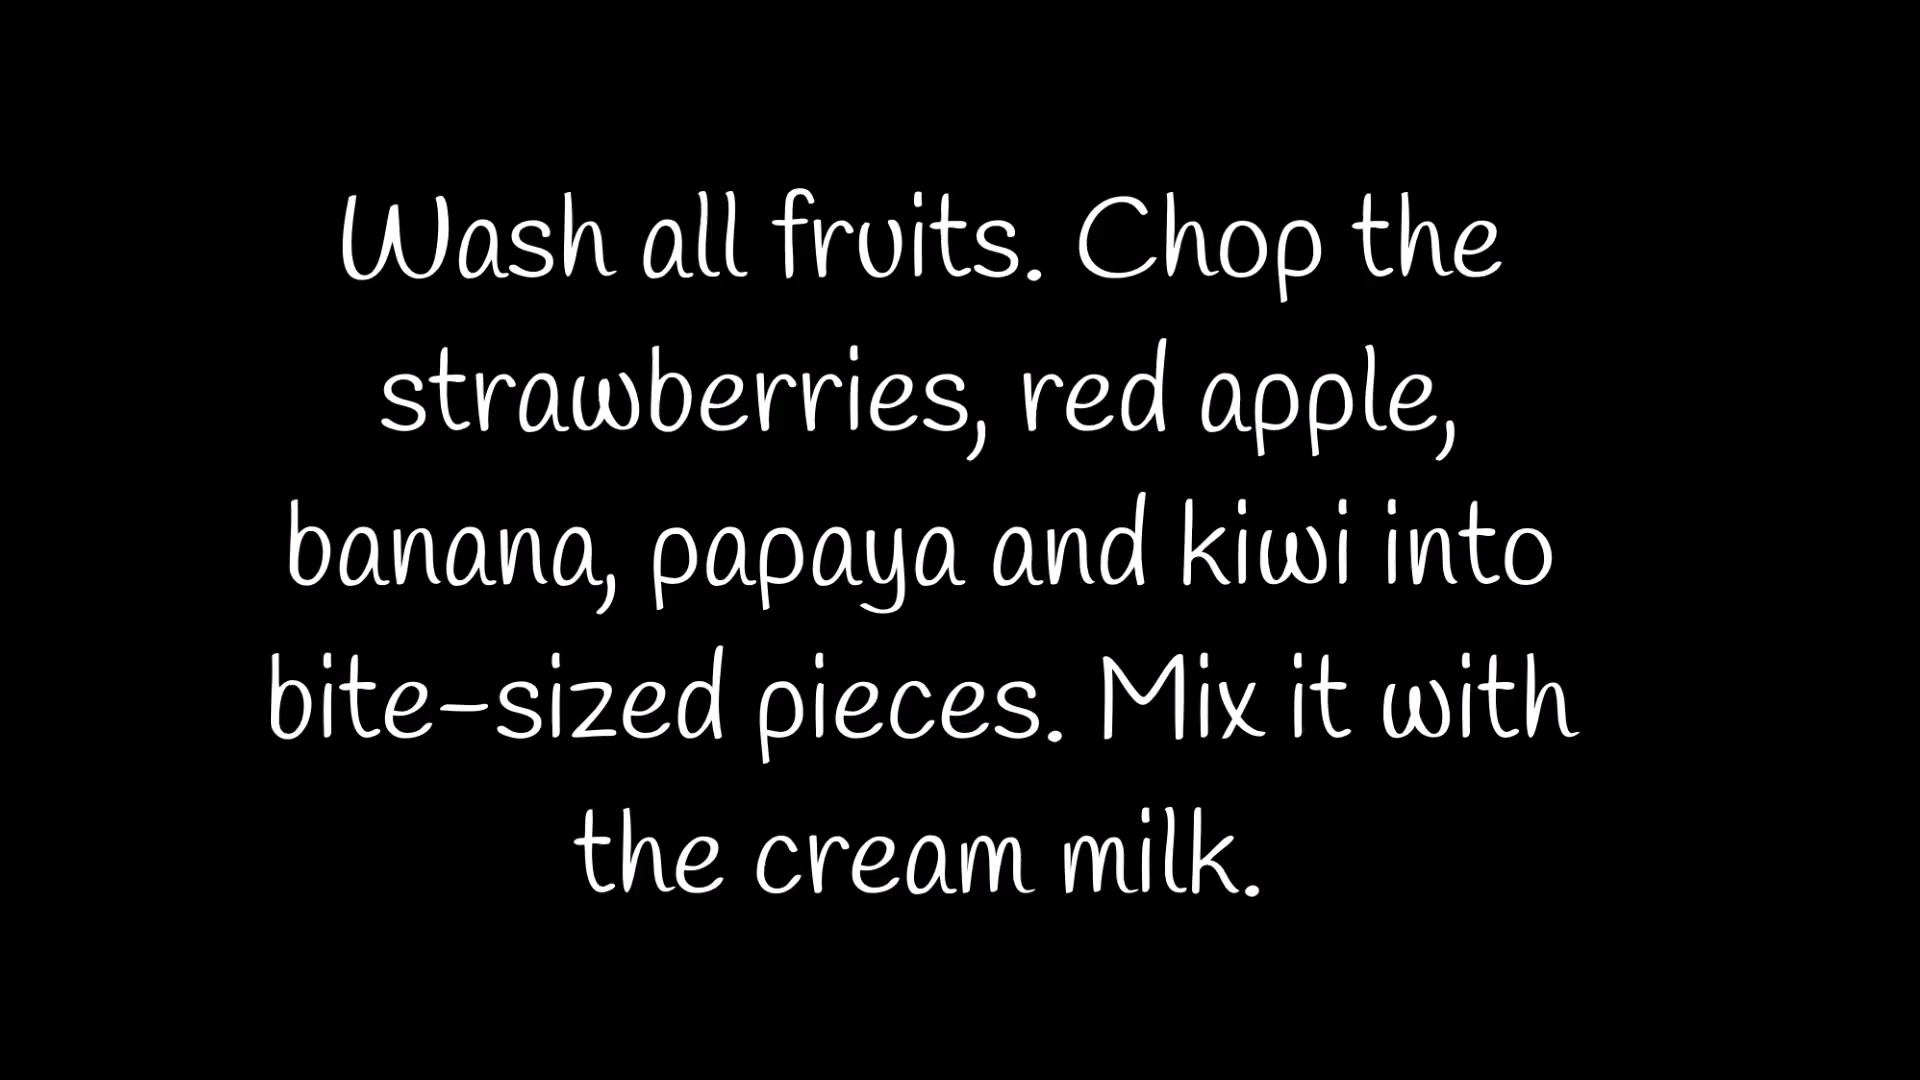 Wash all fruits. Chop the
strawberries, red apple,
banana, papaya and kiwi into
bite-sized pieces. Mix it with
the cream milk.